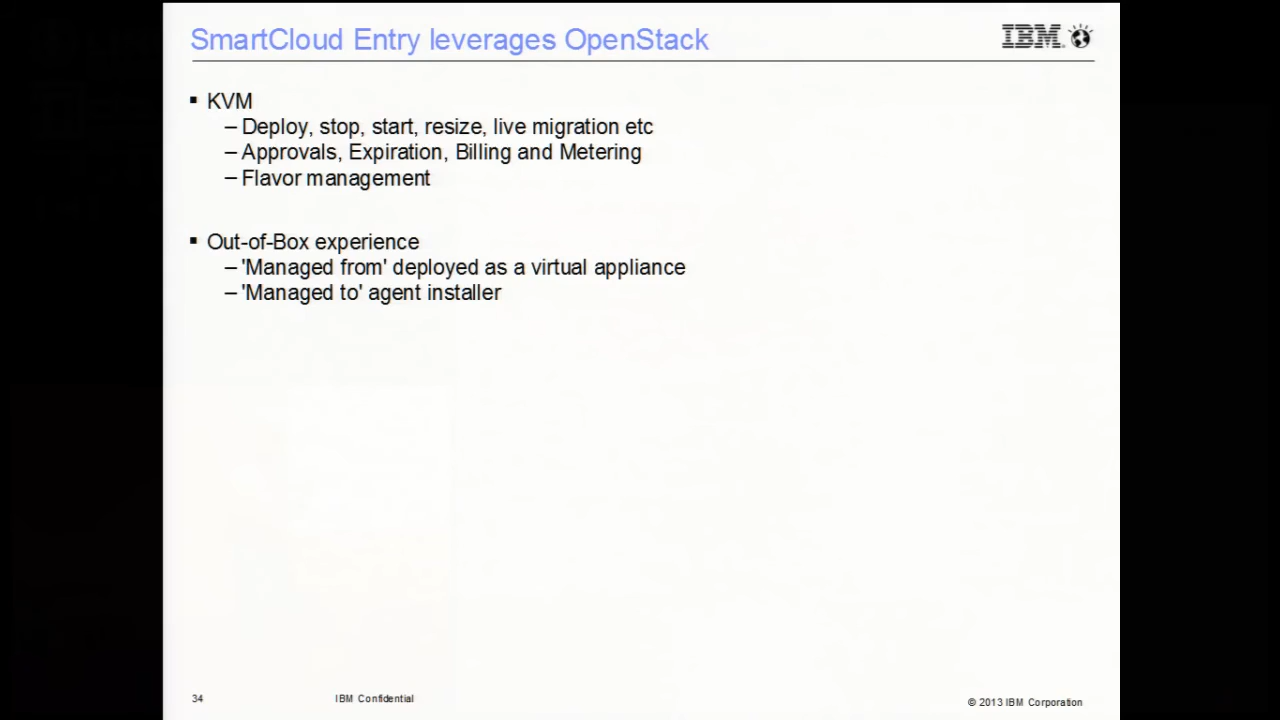 SmartCloud Entry leverages OpenStack
IBM.
▪ KVM
– Deploy, stop, start, resize, live migration etc
– Approvals, Expiration, Billing and Metering
– Flavor management
▪ Out-of-Box experience
– 'Managed from' deployed as a virtual appliance
– 'Managed to' agent installer
34
IBM Confidential
© 2013 IBM Corporation